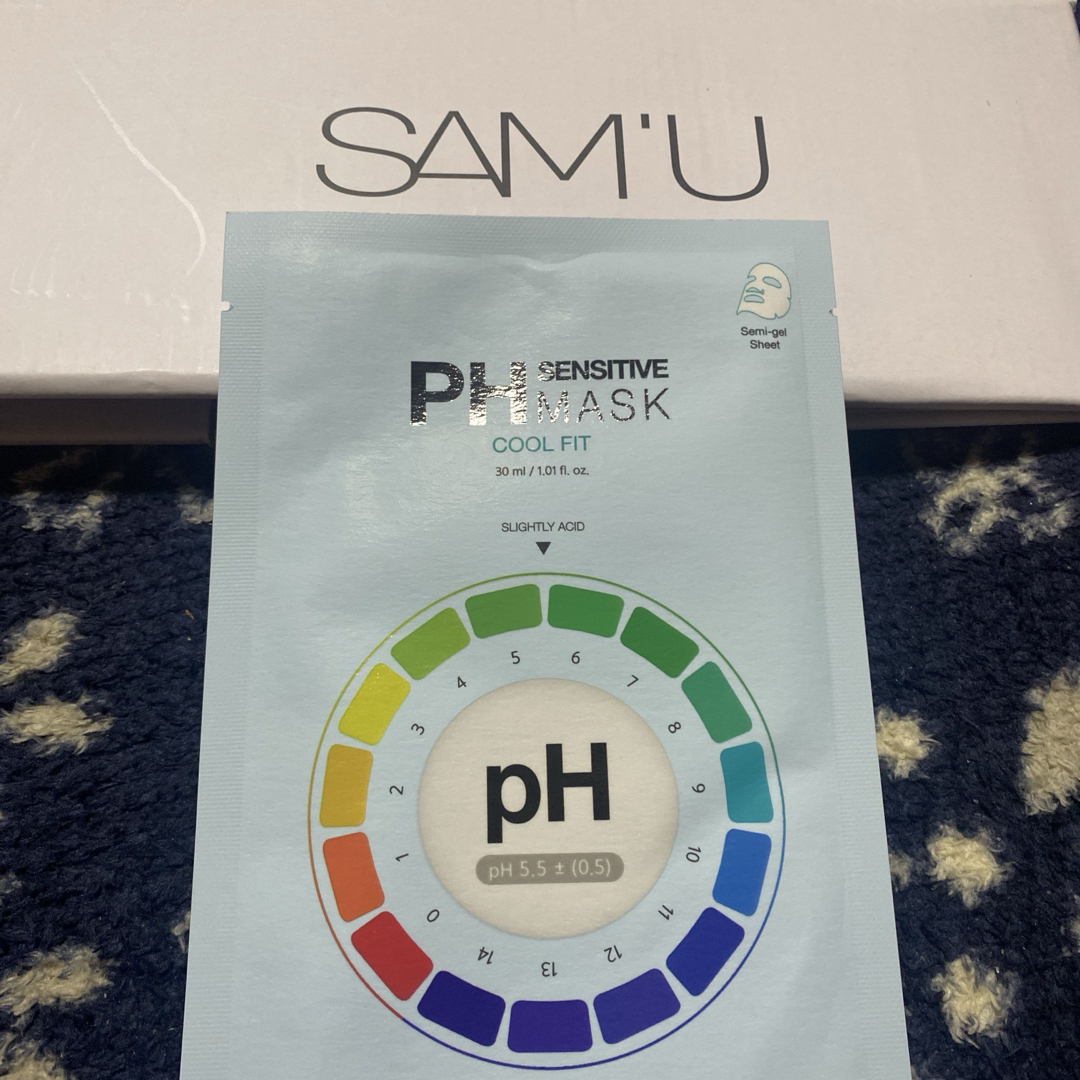 SAM'U
Semi-gel
Sheet
PH SENSITIVE
MASK
COOL FIT
30 ml / 1.01 fl. oz.
SLIGHTLY ACID
0
1
2
3
4
5
6
7
8
9
10
11
12
13
14
pH
pH 5.5 ± (0.5)